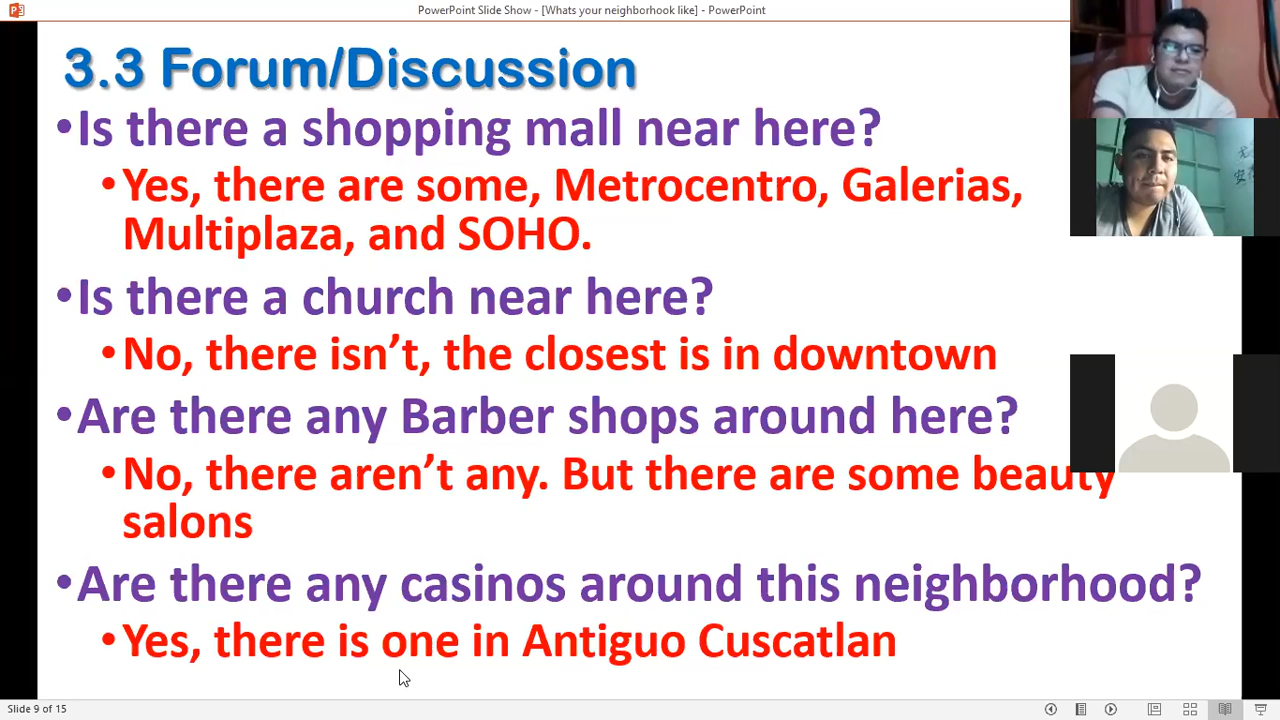 PowerPoint Slide Show - [Whats your neighborhook like] - PowerPoint
3.3 Forum/Discussion
•Is there a shopping mall near here?
•Yes, there are some, Metrocentro, Galerias,
Multiplaza, and SOHO.
•Is there a church near here?
•No, there isn’t, the closest is in downtown
•Are there any Barber shops around here?
•No, there aren’t any. But there are some beauty
salons
•Are there any casinos around this neighborhood?
•Yes, there is one in Antiguo Cuscatlan
Slide 9 of 15